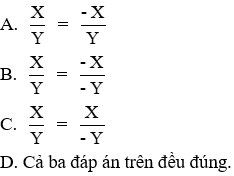 A. X/Y = -X/Y
B. X/Y = -X/-Y
C. X/Y = X/-Y
D. Cả ba đáp án trên đều đúng.